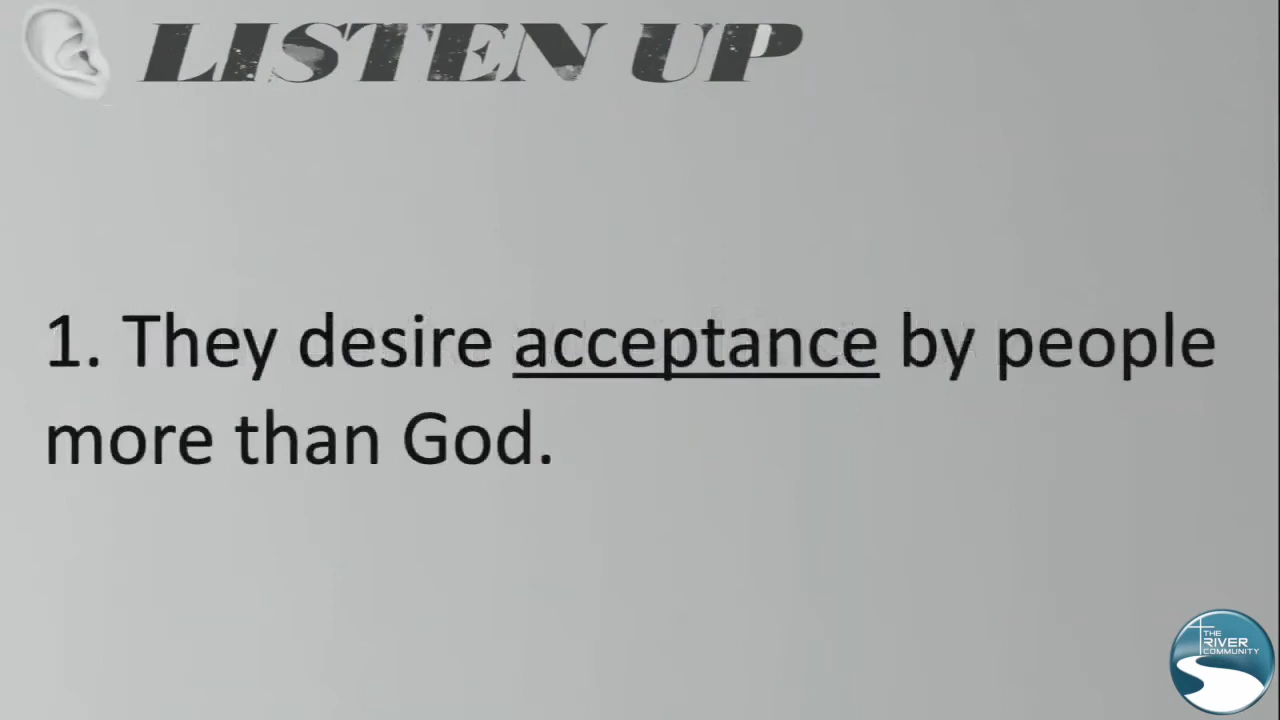 LISTEN UP
1. They desire acceptance by people
more than God.
THE
RIVER
COMMUNITY